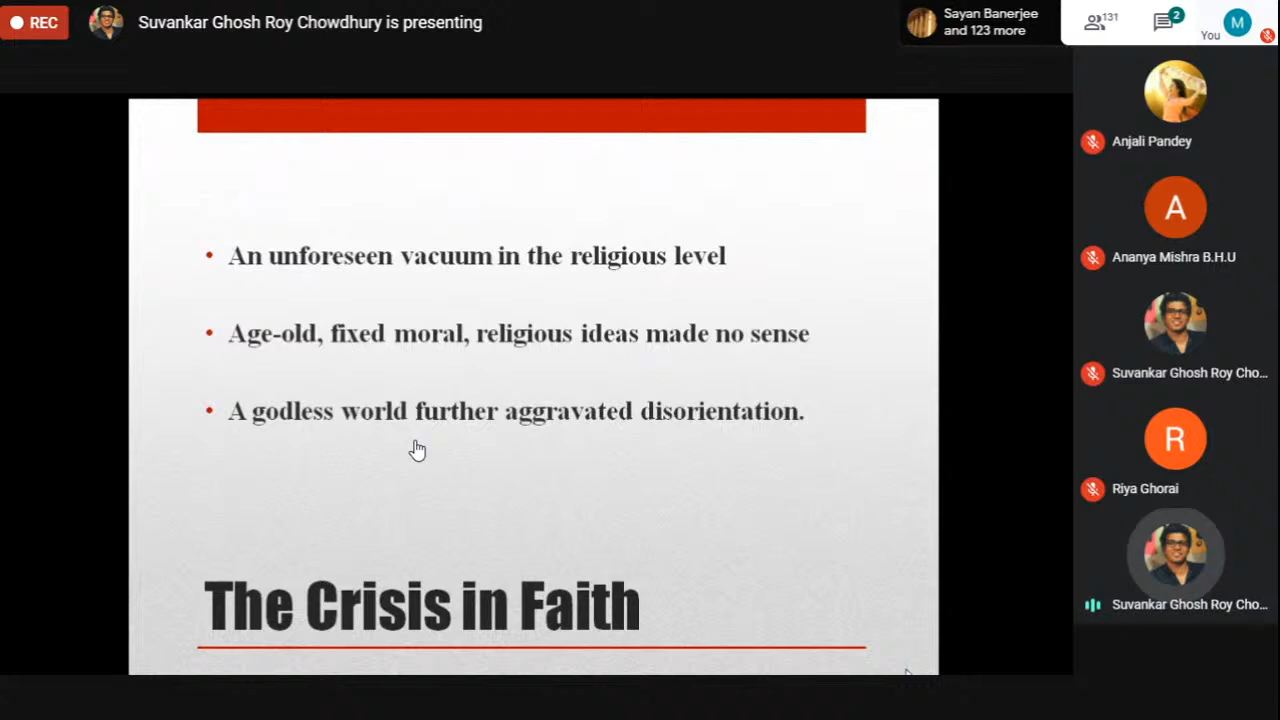 REC
Suvankar Ghosh Roy Chowdhury is presenting
Sayan Banerjee
and 123 more
131
2
You
M
Anjali Pandey
A
Ananya Mishra B.H.U
Suvankar Ghosh Roy Cho...
R
Riya Ghorai
Suvankar Ghosh Roy Cho...
• An unforeseen vacuum in the religious level
• Age-old, fixed moral, religious ideas made no sense
• A godless world further aggravated disorientation.
The Crisis in Faith